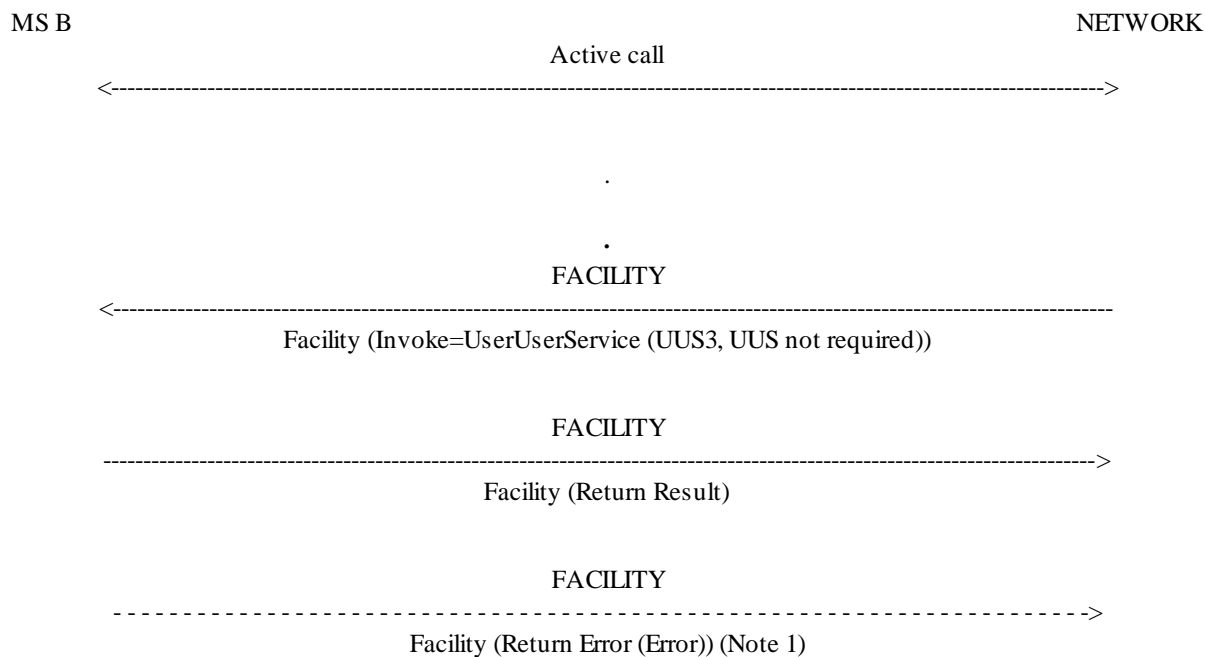 MS B NETWORK
Active call
<----------------------------------------------------------------------------------------------------------------------------->
.
.
FACILITY
<-----------------------------------------------------------------------------------------------------------------------------
Facility (Invoke=UserUserService (UUS3, UUS not required))
FACILITY
----------------------------------------------------------------------------------------------------------------------------->
Facility (Return Result)
FACILITY
- - - - - - - - - - - - - - - - - - - - - - - - - - - - - - - - - - - - - - - - - - - - - - - - - - - - - - - - - - - - - - - - - - - - - ->
Facility (Return Error (Error)) (Note 1)